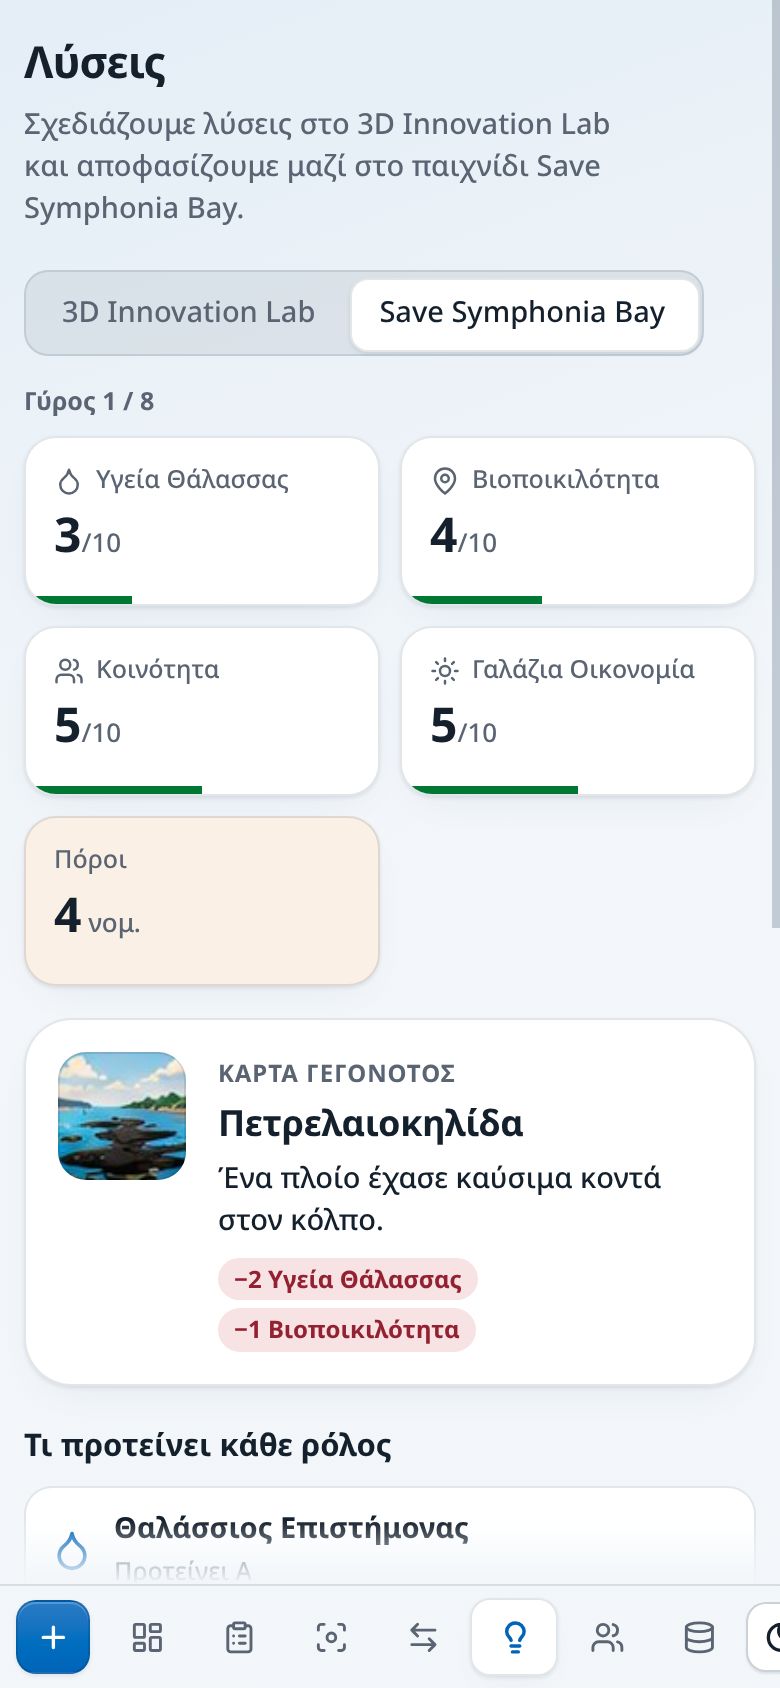 Λύσεις
Σχεδιάζουμε λύσεις στο 3D Innovation Lab
και αποφασίζουμε μαζί στο παιχνίδι Save
Symphonia Bay.
3D Innovation Lab
Save Symphonia Bay
Γύρος 1 / 8
Υγεία Θάλασσας
3/10
Βιοποικιλότητα
4/10
Κοινότητα
5/10
Γαλάζια Οικονομία
5/10
Πόροι
4 νομ.
ΚΑΡΤΑ ΓΕΓΟΝΟΤΟΣ
Πετρελαιοκηλίδα
Ένα πλοίο έχασε καύσιμα κοντά
στον κόλπο.
−2 Υγεία Θάλασσας
−1 Βιοποικιλότητα
Τι προτείνει κάθε ρόλος
Θαλάσσιος Επιστήμονας
Προτείνει Α